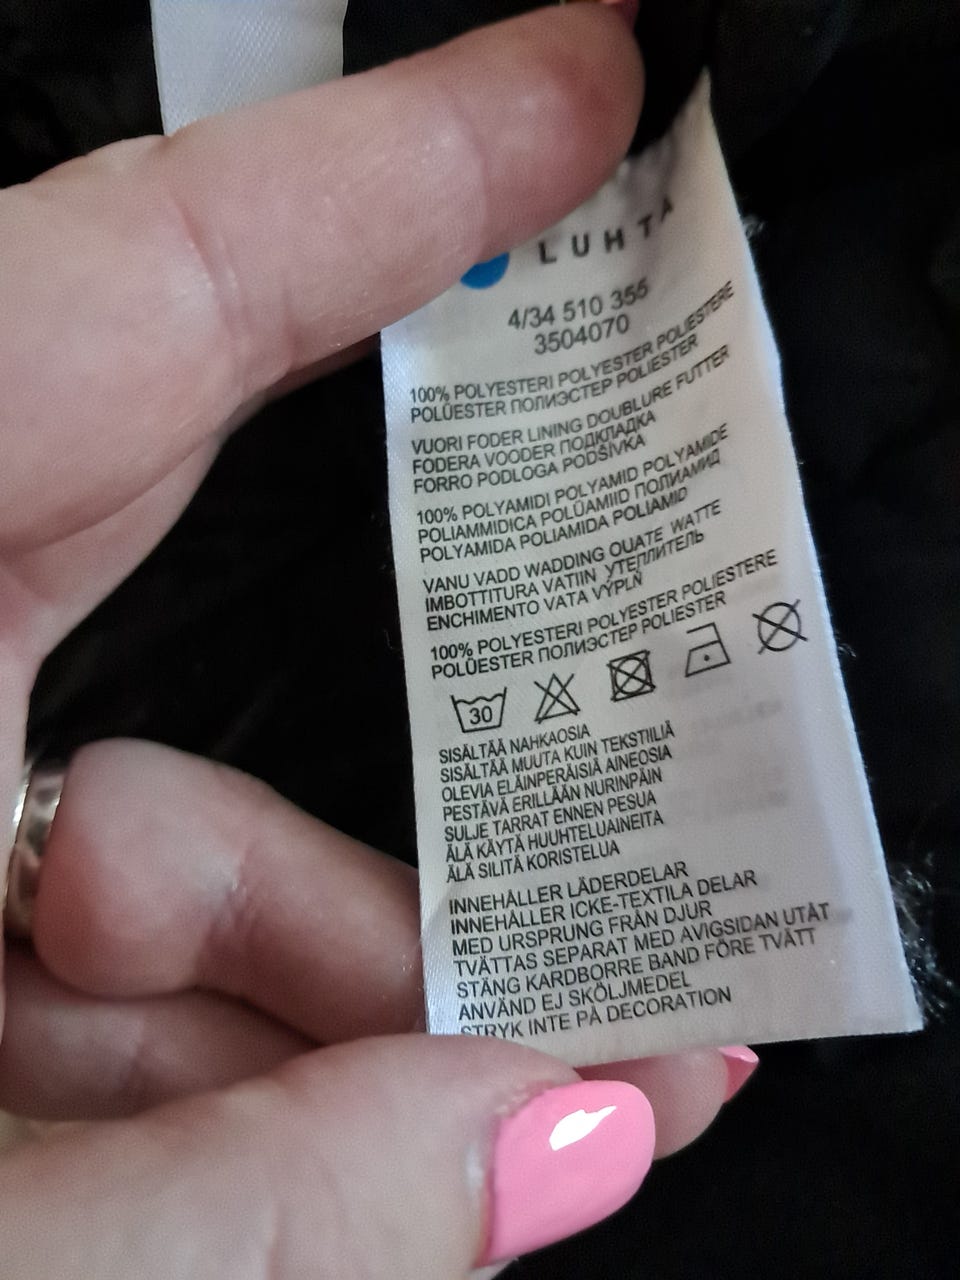 LUHTA
4/34 510 355
3504070
100% POLYESTERI POLYESTER POLIESTERE
POLÜESTER ПОЛИЭСТЕР POLIESTER
VUORI FODER LINING DOUBLURE FUTTER
FODERA VOODER ПОДКЛАДКА
FORRO PODLOGA PODŠÍVKA
100% POLYAMIDI POLYAMID POLYAMIDE
POLIAMMIDICA POLÜAMIID ПОЛИАМИД
POLYAMIDA POLIAMIDA POLIAMID
VANU VADD WADDING OUATE WATTE
IMBOTTITURA VATIIN УТЕПЛИТЕЛЬ
ENCHIMENTO VATA VÝPLŇ
100% POLYESTERI POLYESTER POLIESTERE
POLÜESTER ПОЛИЭСТЕР POLIESTER
30
SISÄLTÄÄ NAHKAOSIA
SISÄLTÄÄ MUUTA KUIN TEKSTIILIÄ
OLEVIA ELÄINPERÄISIÄ AINEOSIA
PESTÄVÄ ERILLÄÄN NURINPÄIN
SULJE TARRAT ENNEN PESUA
ÄLÄ KÄYTÄ HUUHTELUAINEITA
ÄLÄ SILITÄ KORISTELUA
INNEHÅLLER LÄDERDELAR
INNEHÅLLER ICKE-TEXTILA DELAR
MED URSPRUNG FRÅN DJUR
TVÄTTAS SEPARAT MED AVIGSIDAN UTÅT
STÄNG KARDBORRE BAND FÖRE TVÄTT
ANVÄND EJ SKÖLJMEDEL
STRYK INTE PÅ DECORATION